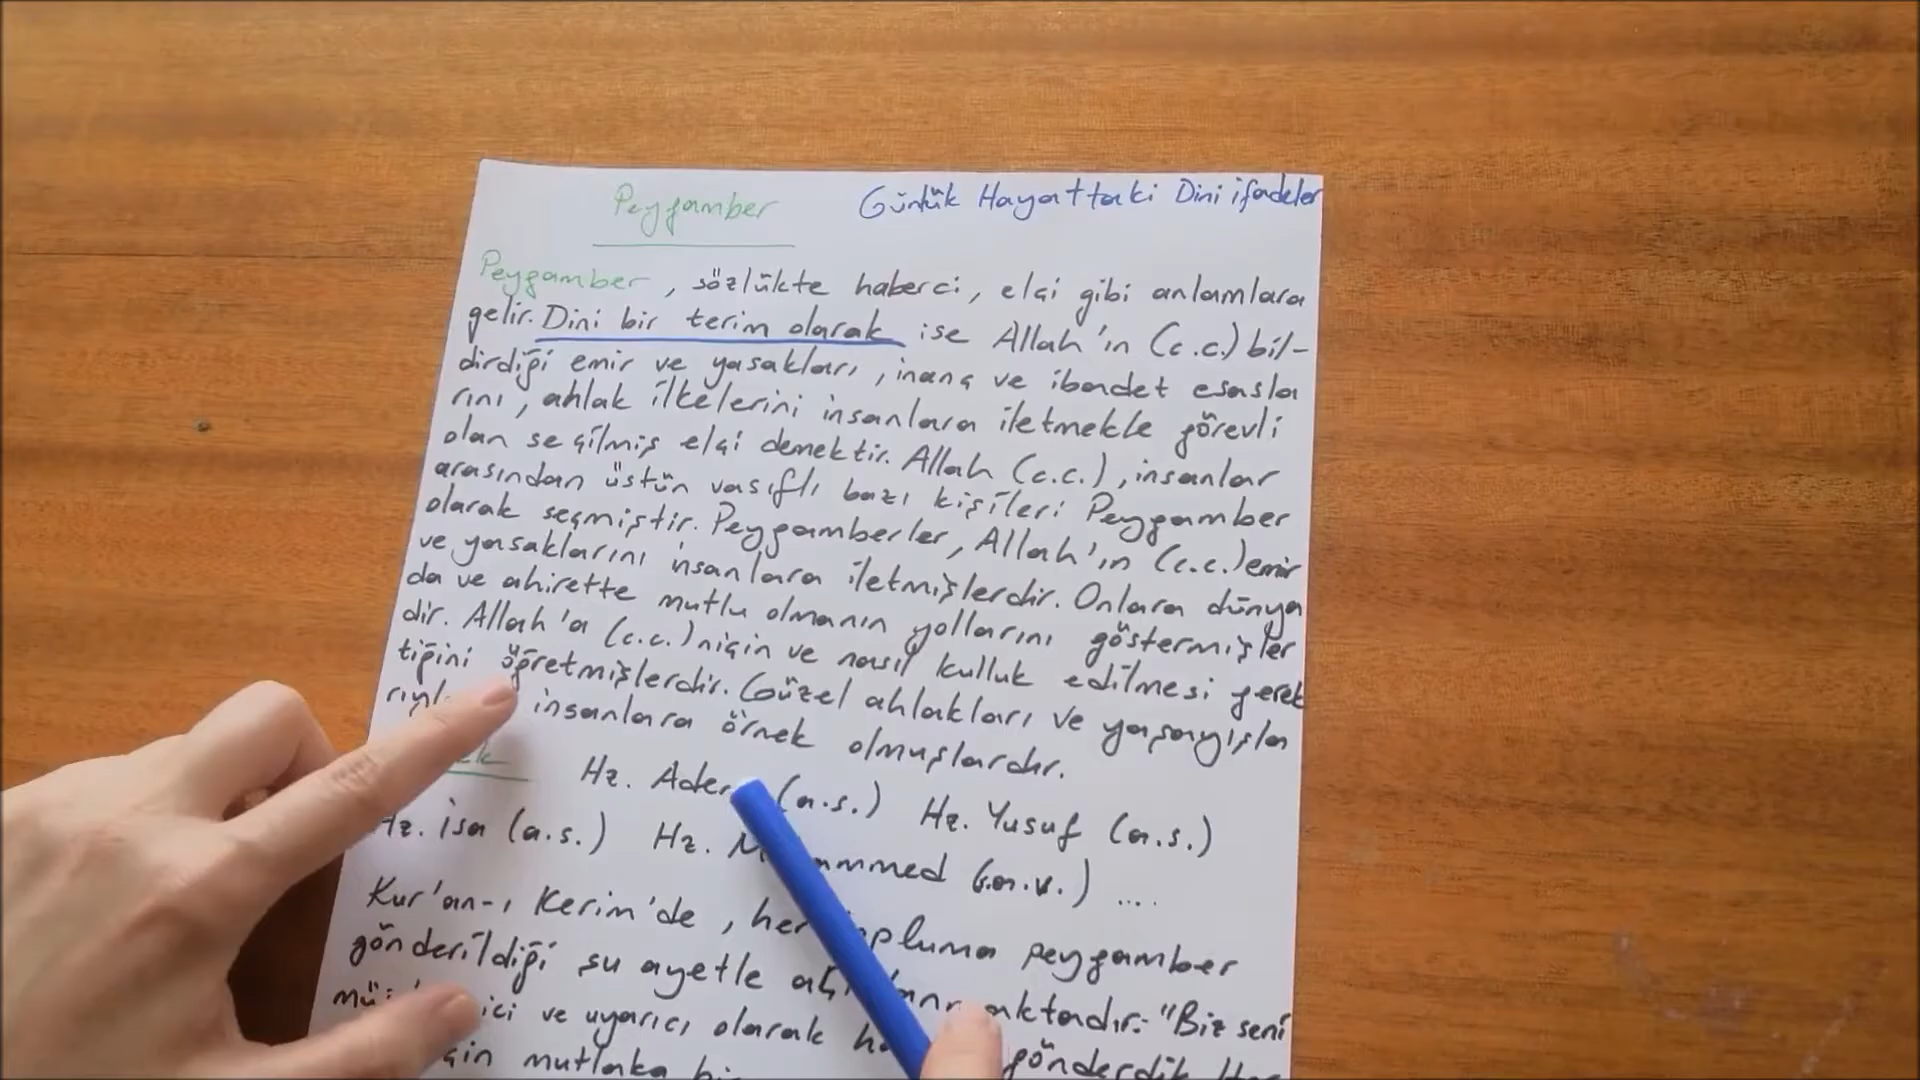 Peygamber Günlük Hayattaki Dini ifadeler
Peygamber, sözlükte haberci, elçi gibi anlamlara
gelir. Dini bir terim olarak ise Allah'ın (c.c.) bil-
dirdiği emir ve yasakları, inanç ve ibadet esasla
rını, ahlak ilkelerini insanlara iletmekle görevli
olan seçilmiş elçi demektir. Allah (c.c.), insanlar
arasından üstün vasıflı bazı kişileri Peygamber
olarak seçmiştir. Peygamberler, Allah'ın (c.c.) emir
ve yasaklarını insanlara iletmişlerdir. Onlara dünya
da ve ahirette mutlu olmanın yollarını göstermişler
dir. Allah'a (c.c.) niçin ve nasıl kulluk edilmesi gerek
tiğini öğretmişlerdir. Güzel ahlakları ve yaşayışla
insanlara örnek olmuşlardır.
Hz. (a.s.) Hz. Yusuf (a.s.)
Hz. isa (a.s.) Hz. (s.a.v.) ....
Kur'an-ı Kerim'de, her peygamber
gönderildiği şu ayetle "Biz seni
ve uyarıcı olarak gönderdik
mutlaka